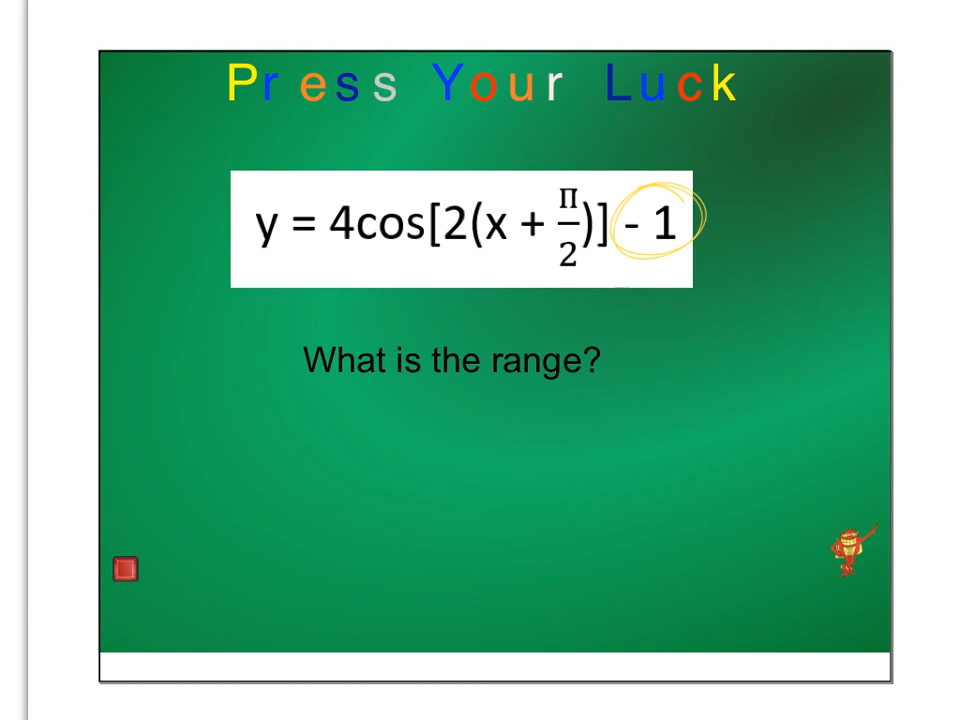 Press Your Luck
y = 4cos[2(x + π/2)] - 1
What is the range?